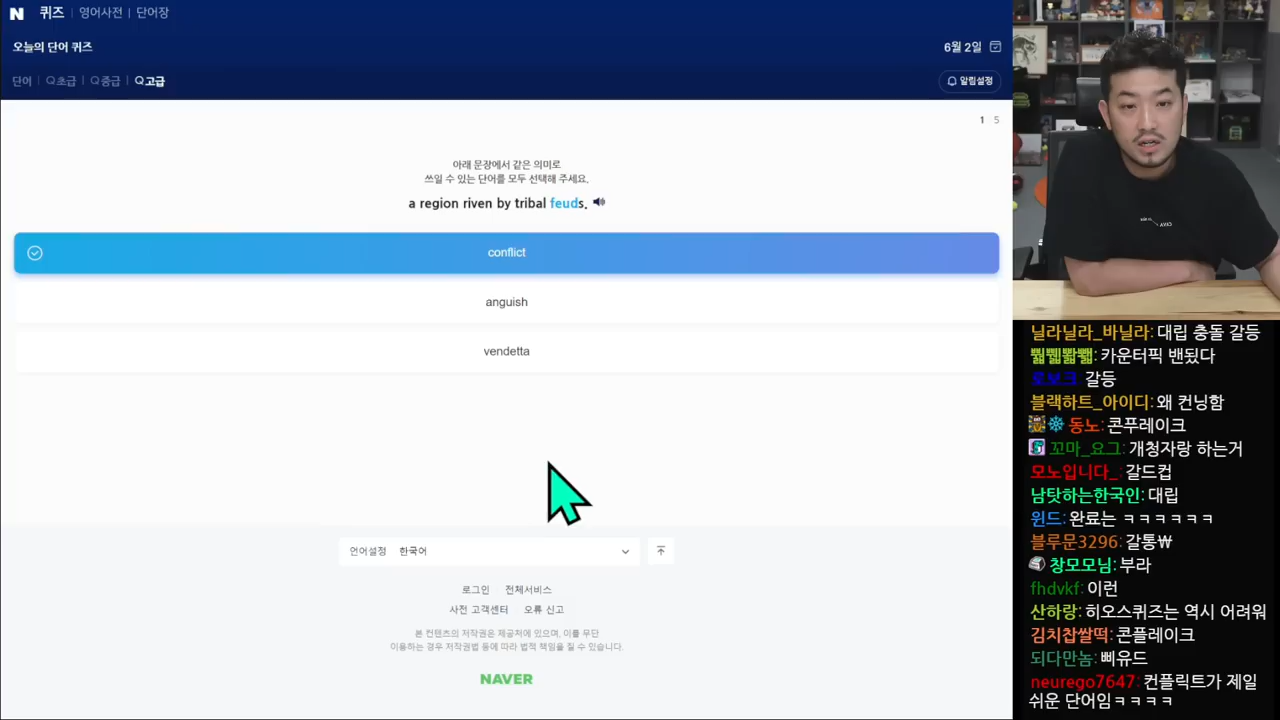 N 퀴즈 | 영어사전 | 단어장
오늘의 단어 퀴즈
6월 2일
단어 | Q초급 | Q중급 | Q고급
알림설정
1 5
아래 문장에서 같은 의미로
쓰일 수 있는 단어를 모두 선택해 주세요.
a region riven by tribal feuds.
conflict
anguish
vendetta
언어설정 한국어
로그인 전체서비스
사전 고객센터 오류 신고
본 컨텐츠의 저작권은 제공처에 있으며, 이를 무단
이용하는 경우 저작권법 등에 따라 법적 책임을 질 수 있습니다.
NAVER
닐라닐라_바닐라: 대립 충돌 갈등
카운터픽 밴됬다
로보크: 갈등
블랙하트_아이디: 왜 컨닝함
동노: 콘푸레이크
꼬마_요그: 개청자랑 하는거
모노입니다_: 갈드컵
남탓하는한국인: 대립
윈드: 완료는 ㅋㅋㅋㅋㅋㅋ
블루문3296: 갈통₩
창모모님: 부라
fhdvkf: 이런
산하랑: 히오스퀴즈는 역시 어려워
김치찹쌀떡: 콘플레이크
되다만놈: 삐유드
neurego7647: 컨플릭트가 제일
쉬운 단어임ㅋㅋㅋㅋ